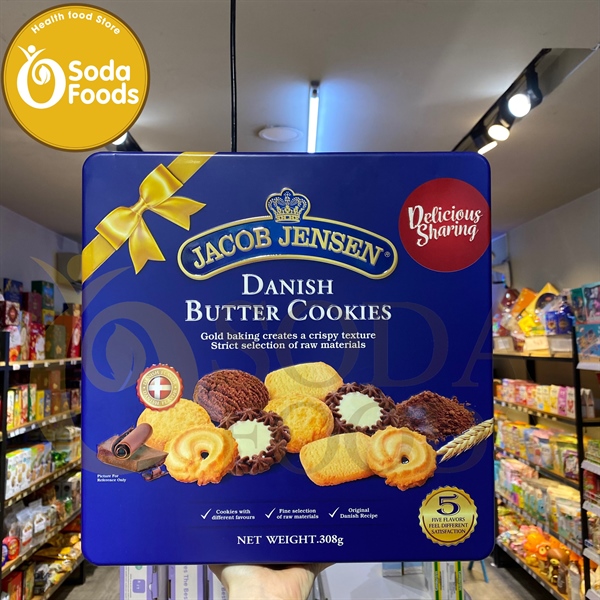 Health food Store
Soda
Foods
Delicious
Sharing
JACOB JENSEN®
DANISH
BUTTER COOKIES
Gold baking creates a crispy texture
Strict selection of raw materials
SODA
FOODS
Picture For
Reference Only
✓ Cookies with
different favours
✓ Fine selection
of raw materials
✓ Original
Danish Recipe
5
FIVE FLAVORS
FEEL DIFFERENT
SATISFACTION
NET WEIGHT.308g